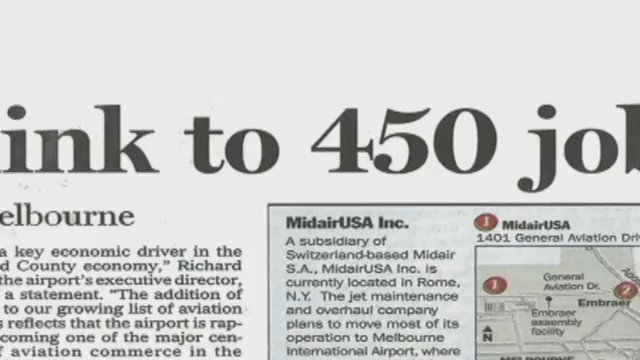 ink to 450 job
elbourne
a key economic driver in the
d County economy," Richard
the airport's executive director,
a statement. "The addition of
to our growing list of aviation
s reflects that the airport is rap-
coming one of the major cen-
f aviation commerce in the
MidairUSA Inc.
A subsidiary of
Switzerland-based Midair
S.A., MidairUSA Inc. is
currently located in Rome,
N.Y. The jet maintenance
and overhaul company
plans to move most of its
operation to Melbourne
International Airport, where
1 MidairUSA
1401 General Aviation Driv
General
Aviation Dr.
1
2
Embraer
Embraer
assembly
facility
N